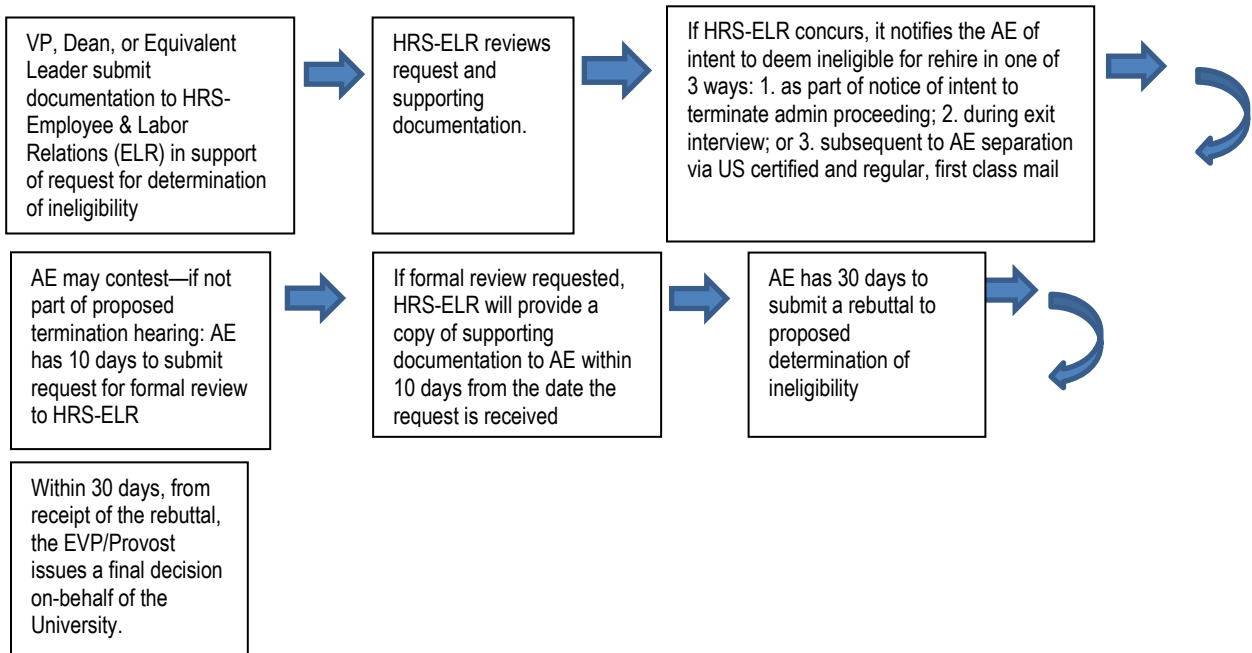 VP, Dean, or Equivalent
Leader submit
documentation to HRS-
Employee & Labor
Relations (ELR) in support
of request for determination
of ineligibility
HRS-ELR reviews
request and
supporting
documentation.
If HRS-ELR concurs, it notifies the AE of
intent to deem ineligible for rehire in one of
3 ways: 1. as part of notice of intent to
terminate admin proceeding; 2. during exit
interview; or 3. subsequent to AE separation
via US certified and regular, first class mail
AE may contest—if not
part of proposed
termination hearing: AE
has 10 days to submit
request for formal review
to HRS-ELR
If formal review requested,
HRS-ELR will provide a
copy of supporting
documentation to AE within
10 days from the date the
request is received
AE has 30 days to
submit a rebuttal to
proposed
determination of
ineligibility
Within 30 days, from
receipt of the rebuttal,
the EVP/Provost
issues a final decision
on-behalf of the
University.